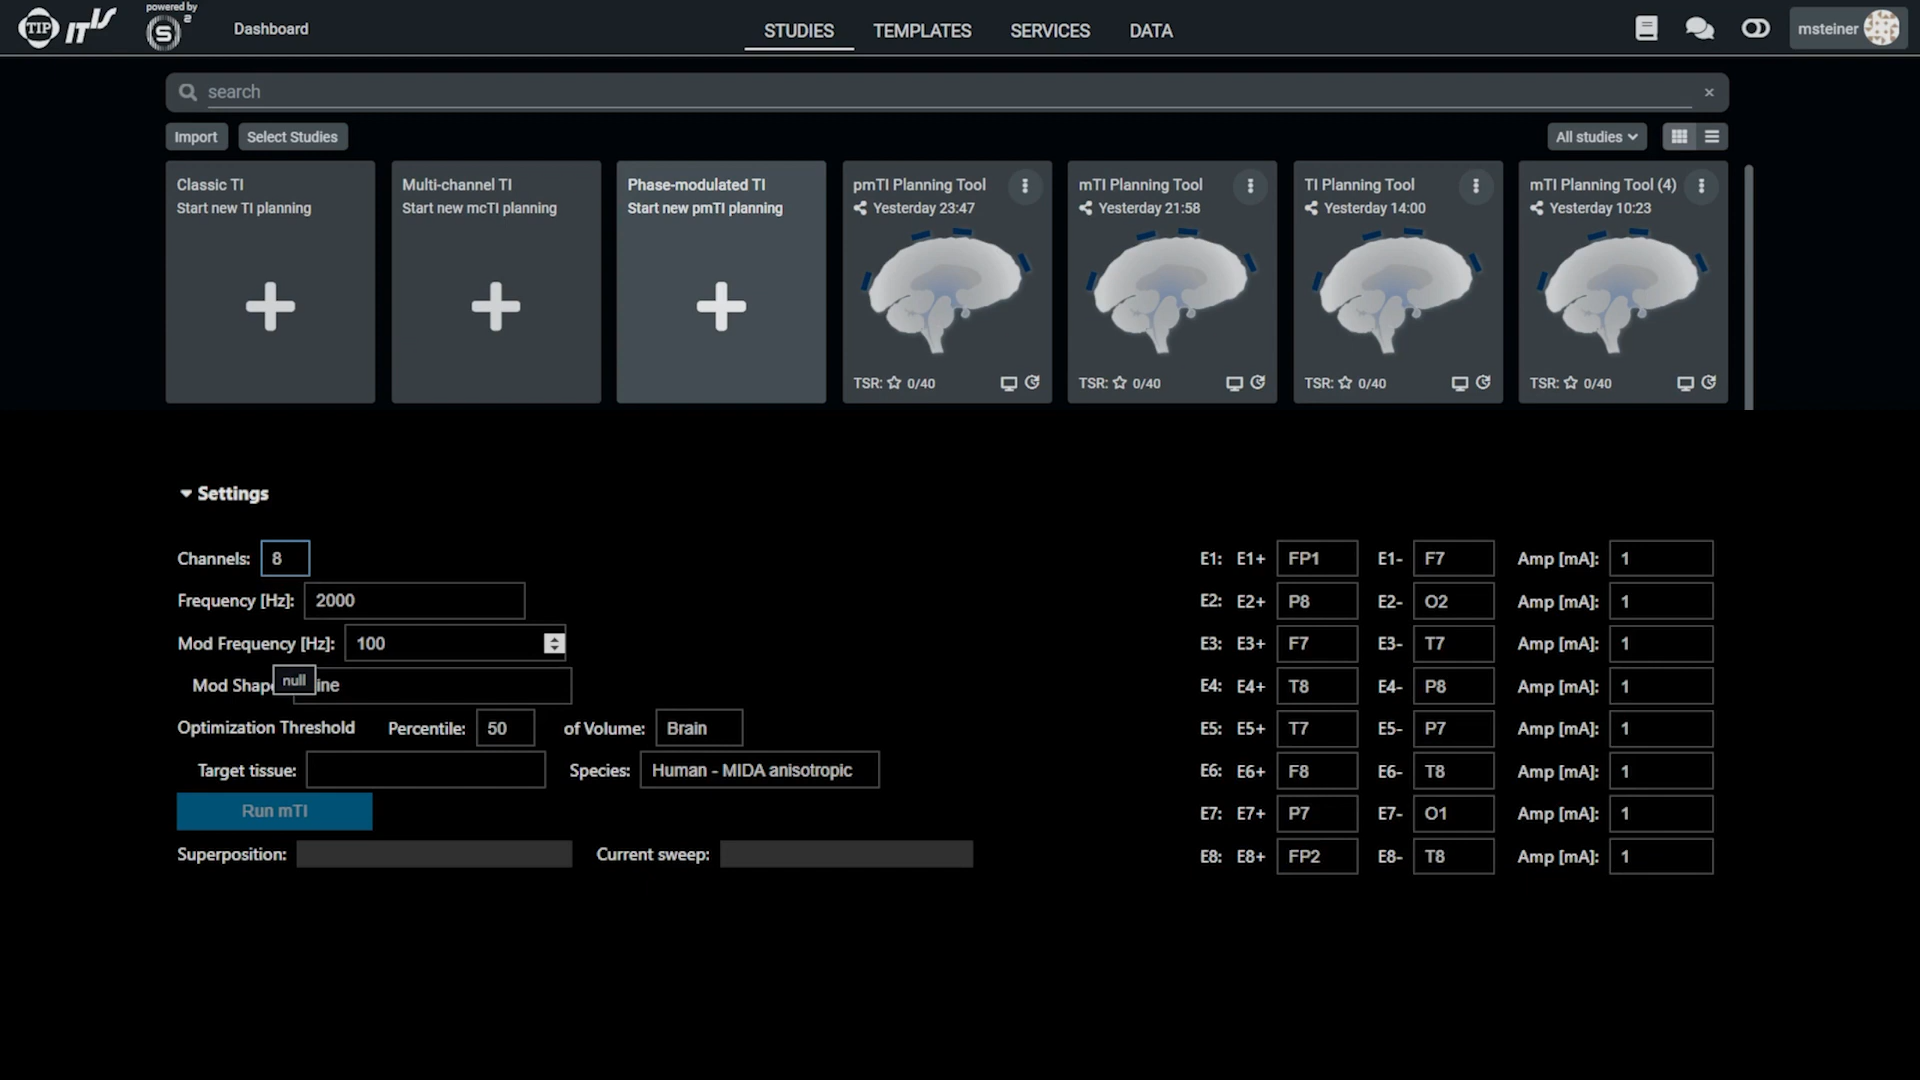 TIP IT'IS powered by S 2 Dashboard STUDIES TEMPLATES SERVICES DATA msteiner
search ×
Import Select Studies All studies
Classic TI
Start new TI planning
Multi-channel TI
Start new mcTI planning
Phase-modulated TI
Start new pmTI planning
pmTI Planning Tool
Yesterday 23:47
TSR: 0/40
mTI Planning Tool
Yesterday 21:58
TSR: 0/40
TI Planning Tool
Yesterday 14:00
TSR: 0/40
mTI Planning Tool (4)
Yesterday 10:23
TSR: 0/40
Settings
Channels: 8
Frequency [Hz]: 2000
Mod Frequency [Hz]: 100
Mod Shap null ine
Optimization Threshold Percentile: 50 of Volume: Brain
Target tissue: Species: Human - MIDA anisotropic
Run mTI
Superposition: Current sweep:
E1: E1+ FP1 E1- F7 Amp [mA]: 1
E2: E2+ P8 E2- O2 Amp [mA]: 1
E3: E3+ F7 E3- T7 Amp [mA]: 1
E4: E4+ T8 E4- P8 Amp [mA]: 1
E5: E5+ T7 E5- P7 Amp [mA]: 1
E6: E6+ F8 E6- T8 Amp [mA]: 1
E7: E7+ P7 E7- O1 Amp [mA]: 1
E8: E8+ FP2 E8- T8 Amp [mA]: 1